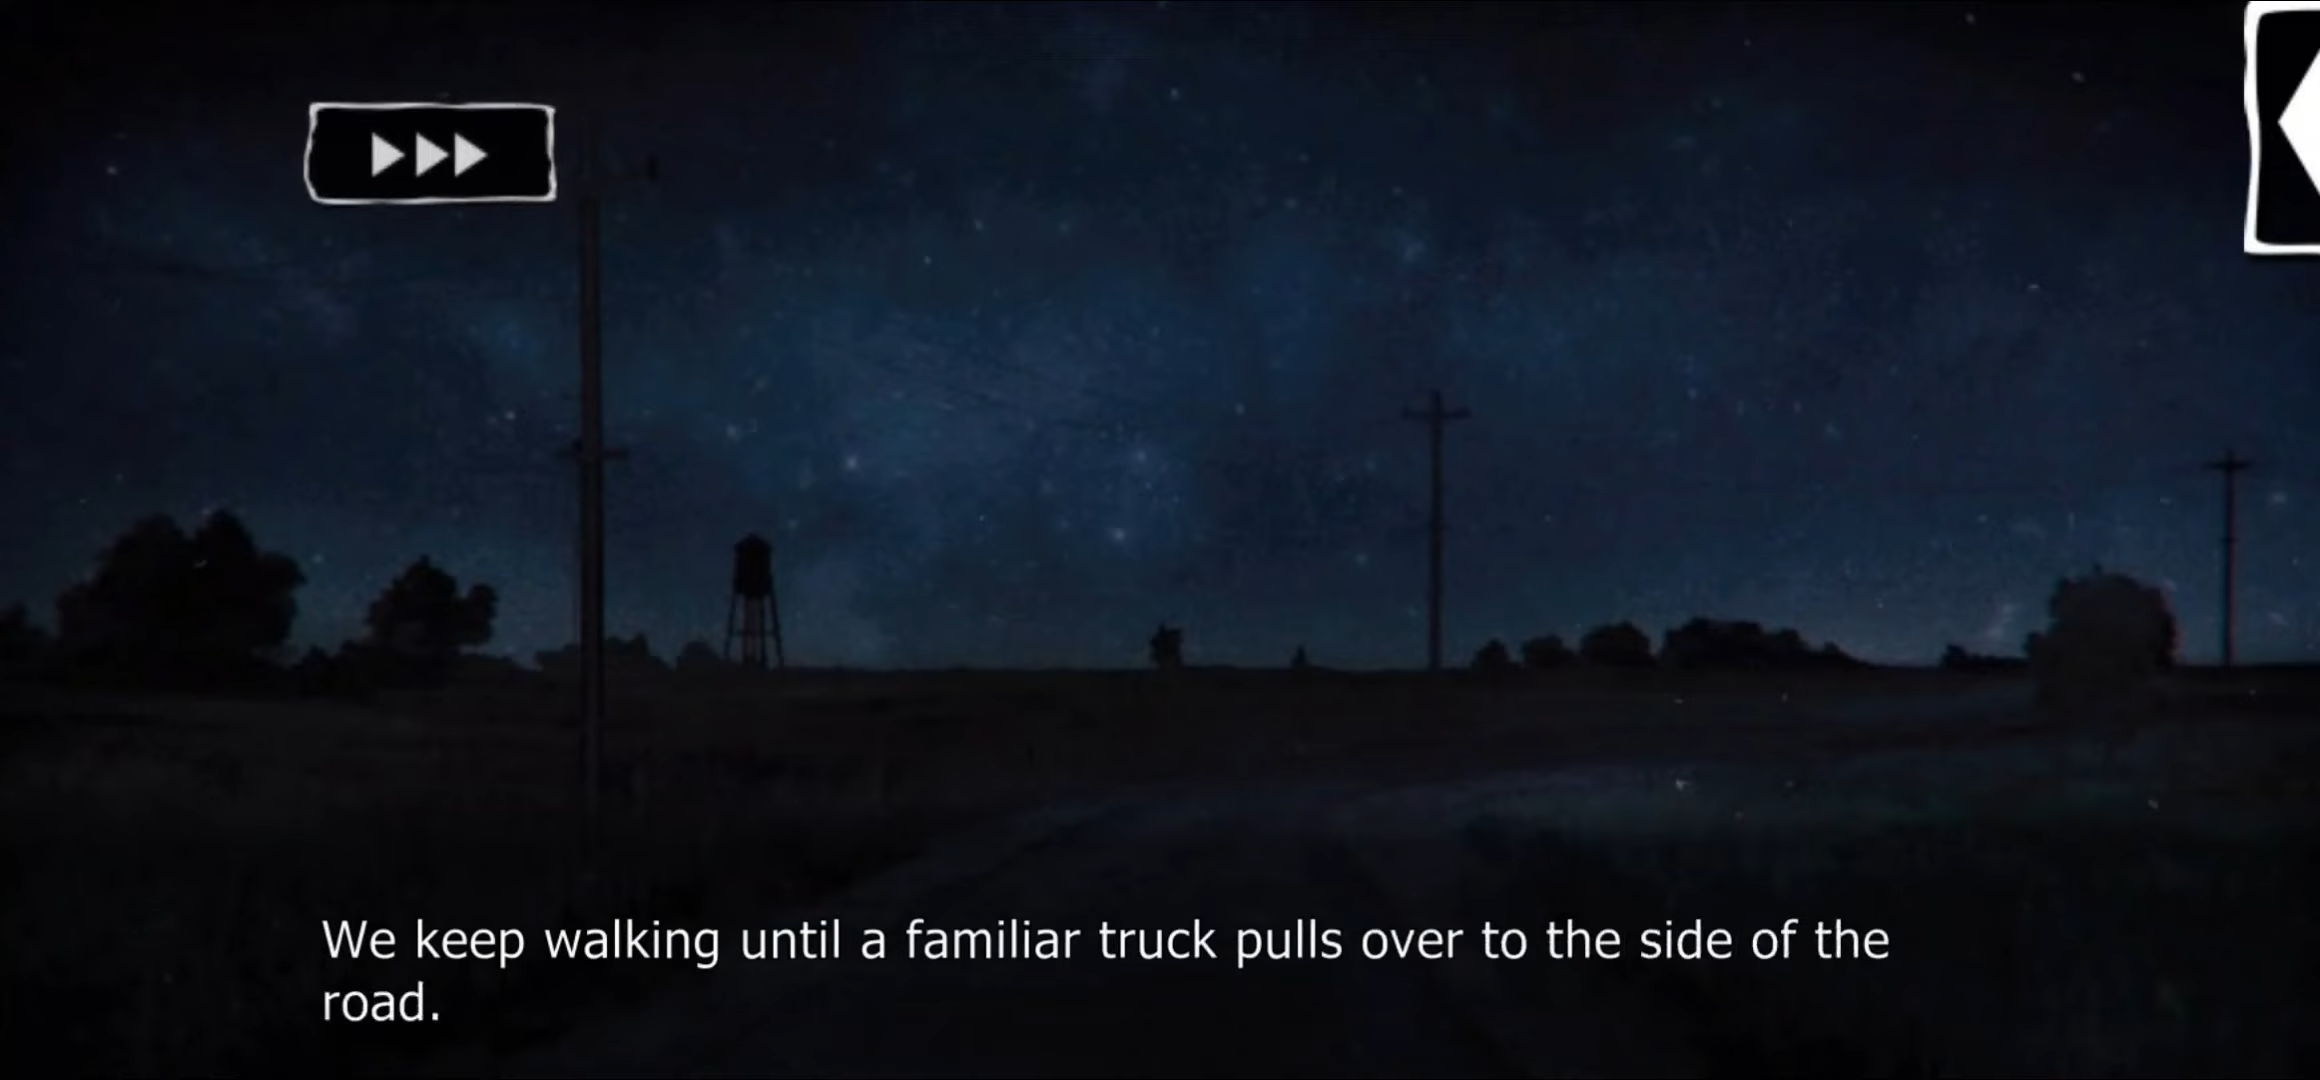 We keep walking until a familiar truck pulls over to the side of the
road.